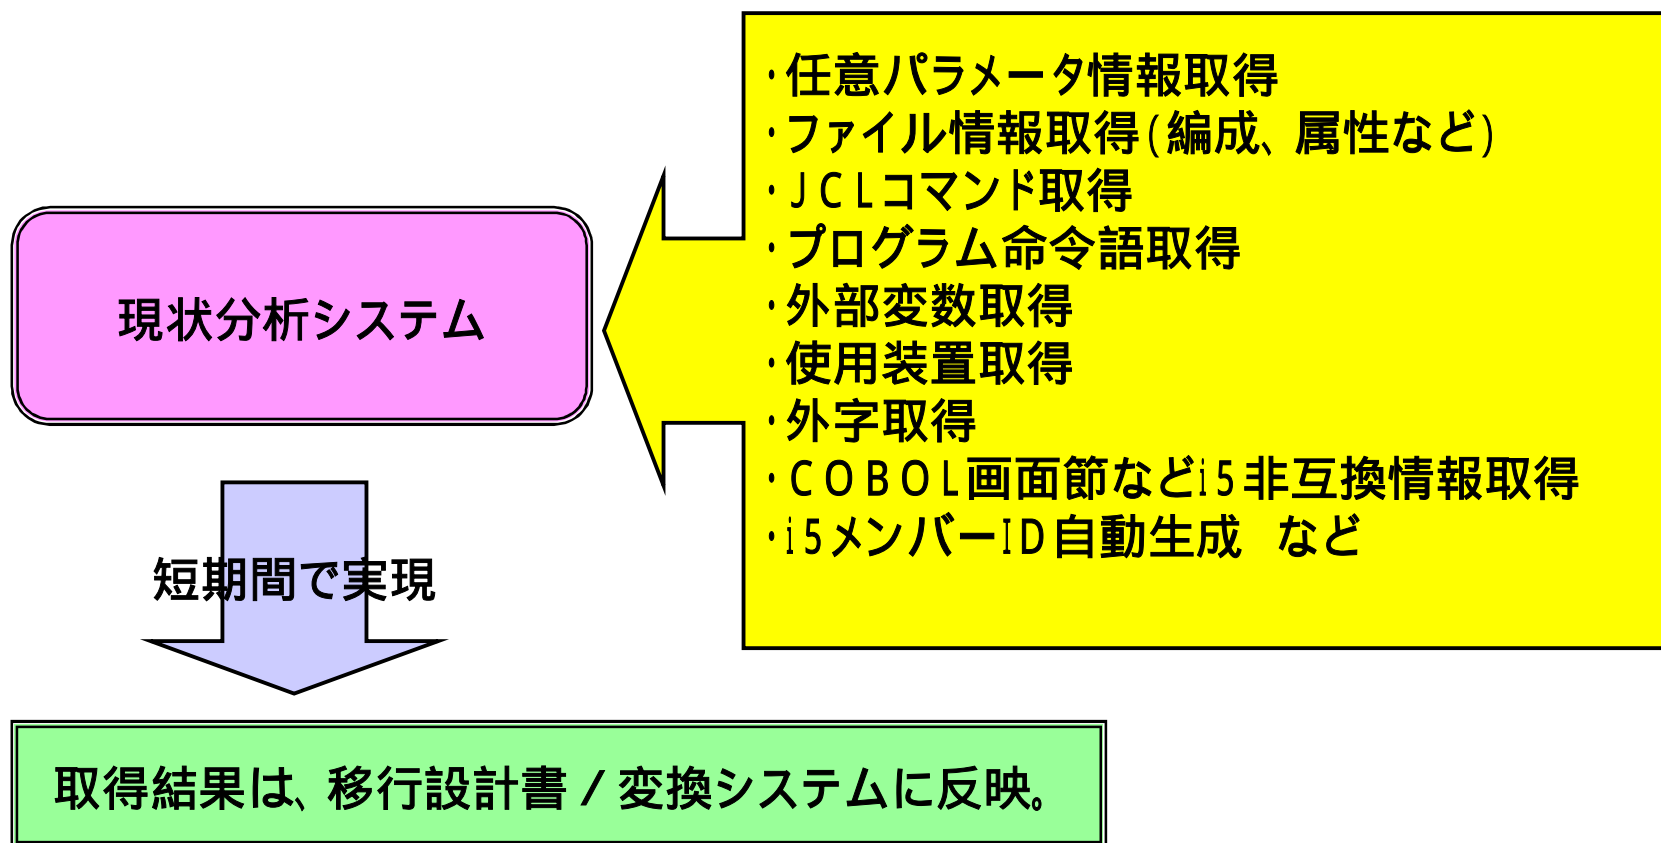 ・任意パラメータ情報取得
・ファイル情報取得(編成、属性など)
・JCLコマンド取得
・プログラム命令語取得
・外部変数取得
・使用装置取得
・外字取得
・COBOL画面節などi5非互換情報取得
・i5メンバーID自動生成　など
現状分析システム
短期間で実現
取得結果は、移行設計書/変換システムに反映。